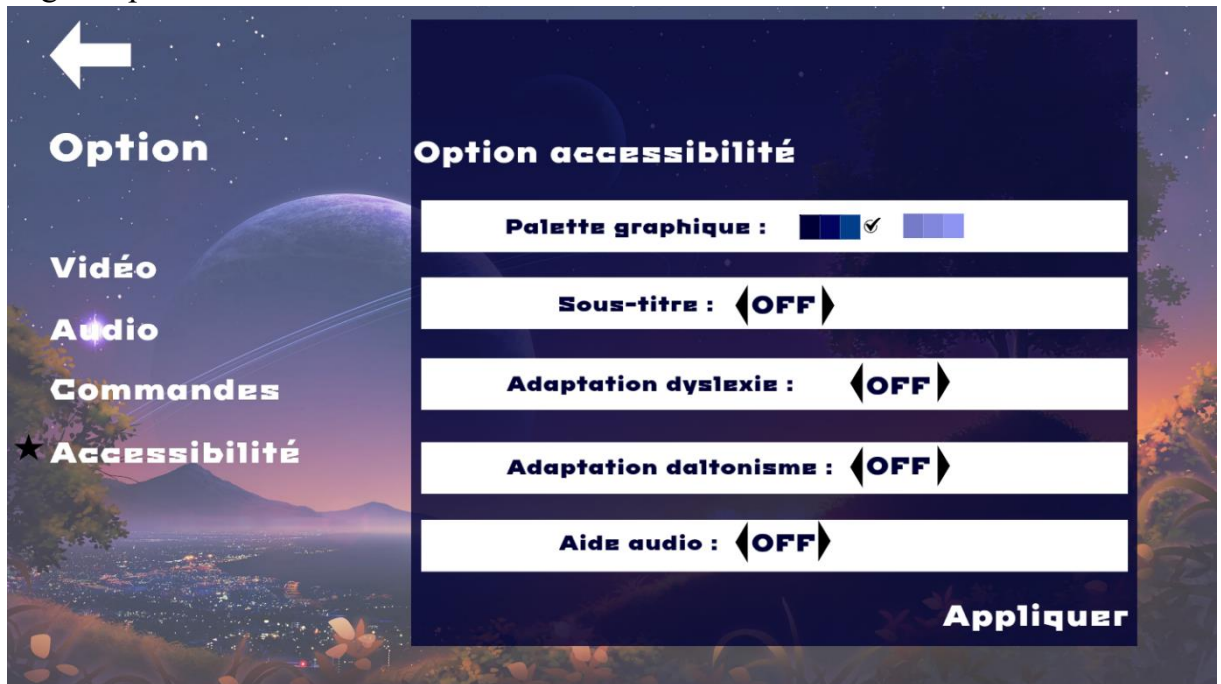 Option
Vidéo
Audio
Commandes
Accessibilité
Option accessibilité
Palette graphique :
Sous-titre : OFF
Adaptation dyslexie : OFF
Adaptation daltonisme : OFF
Aide audio : OFF
Appliquer